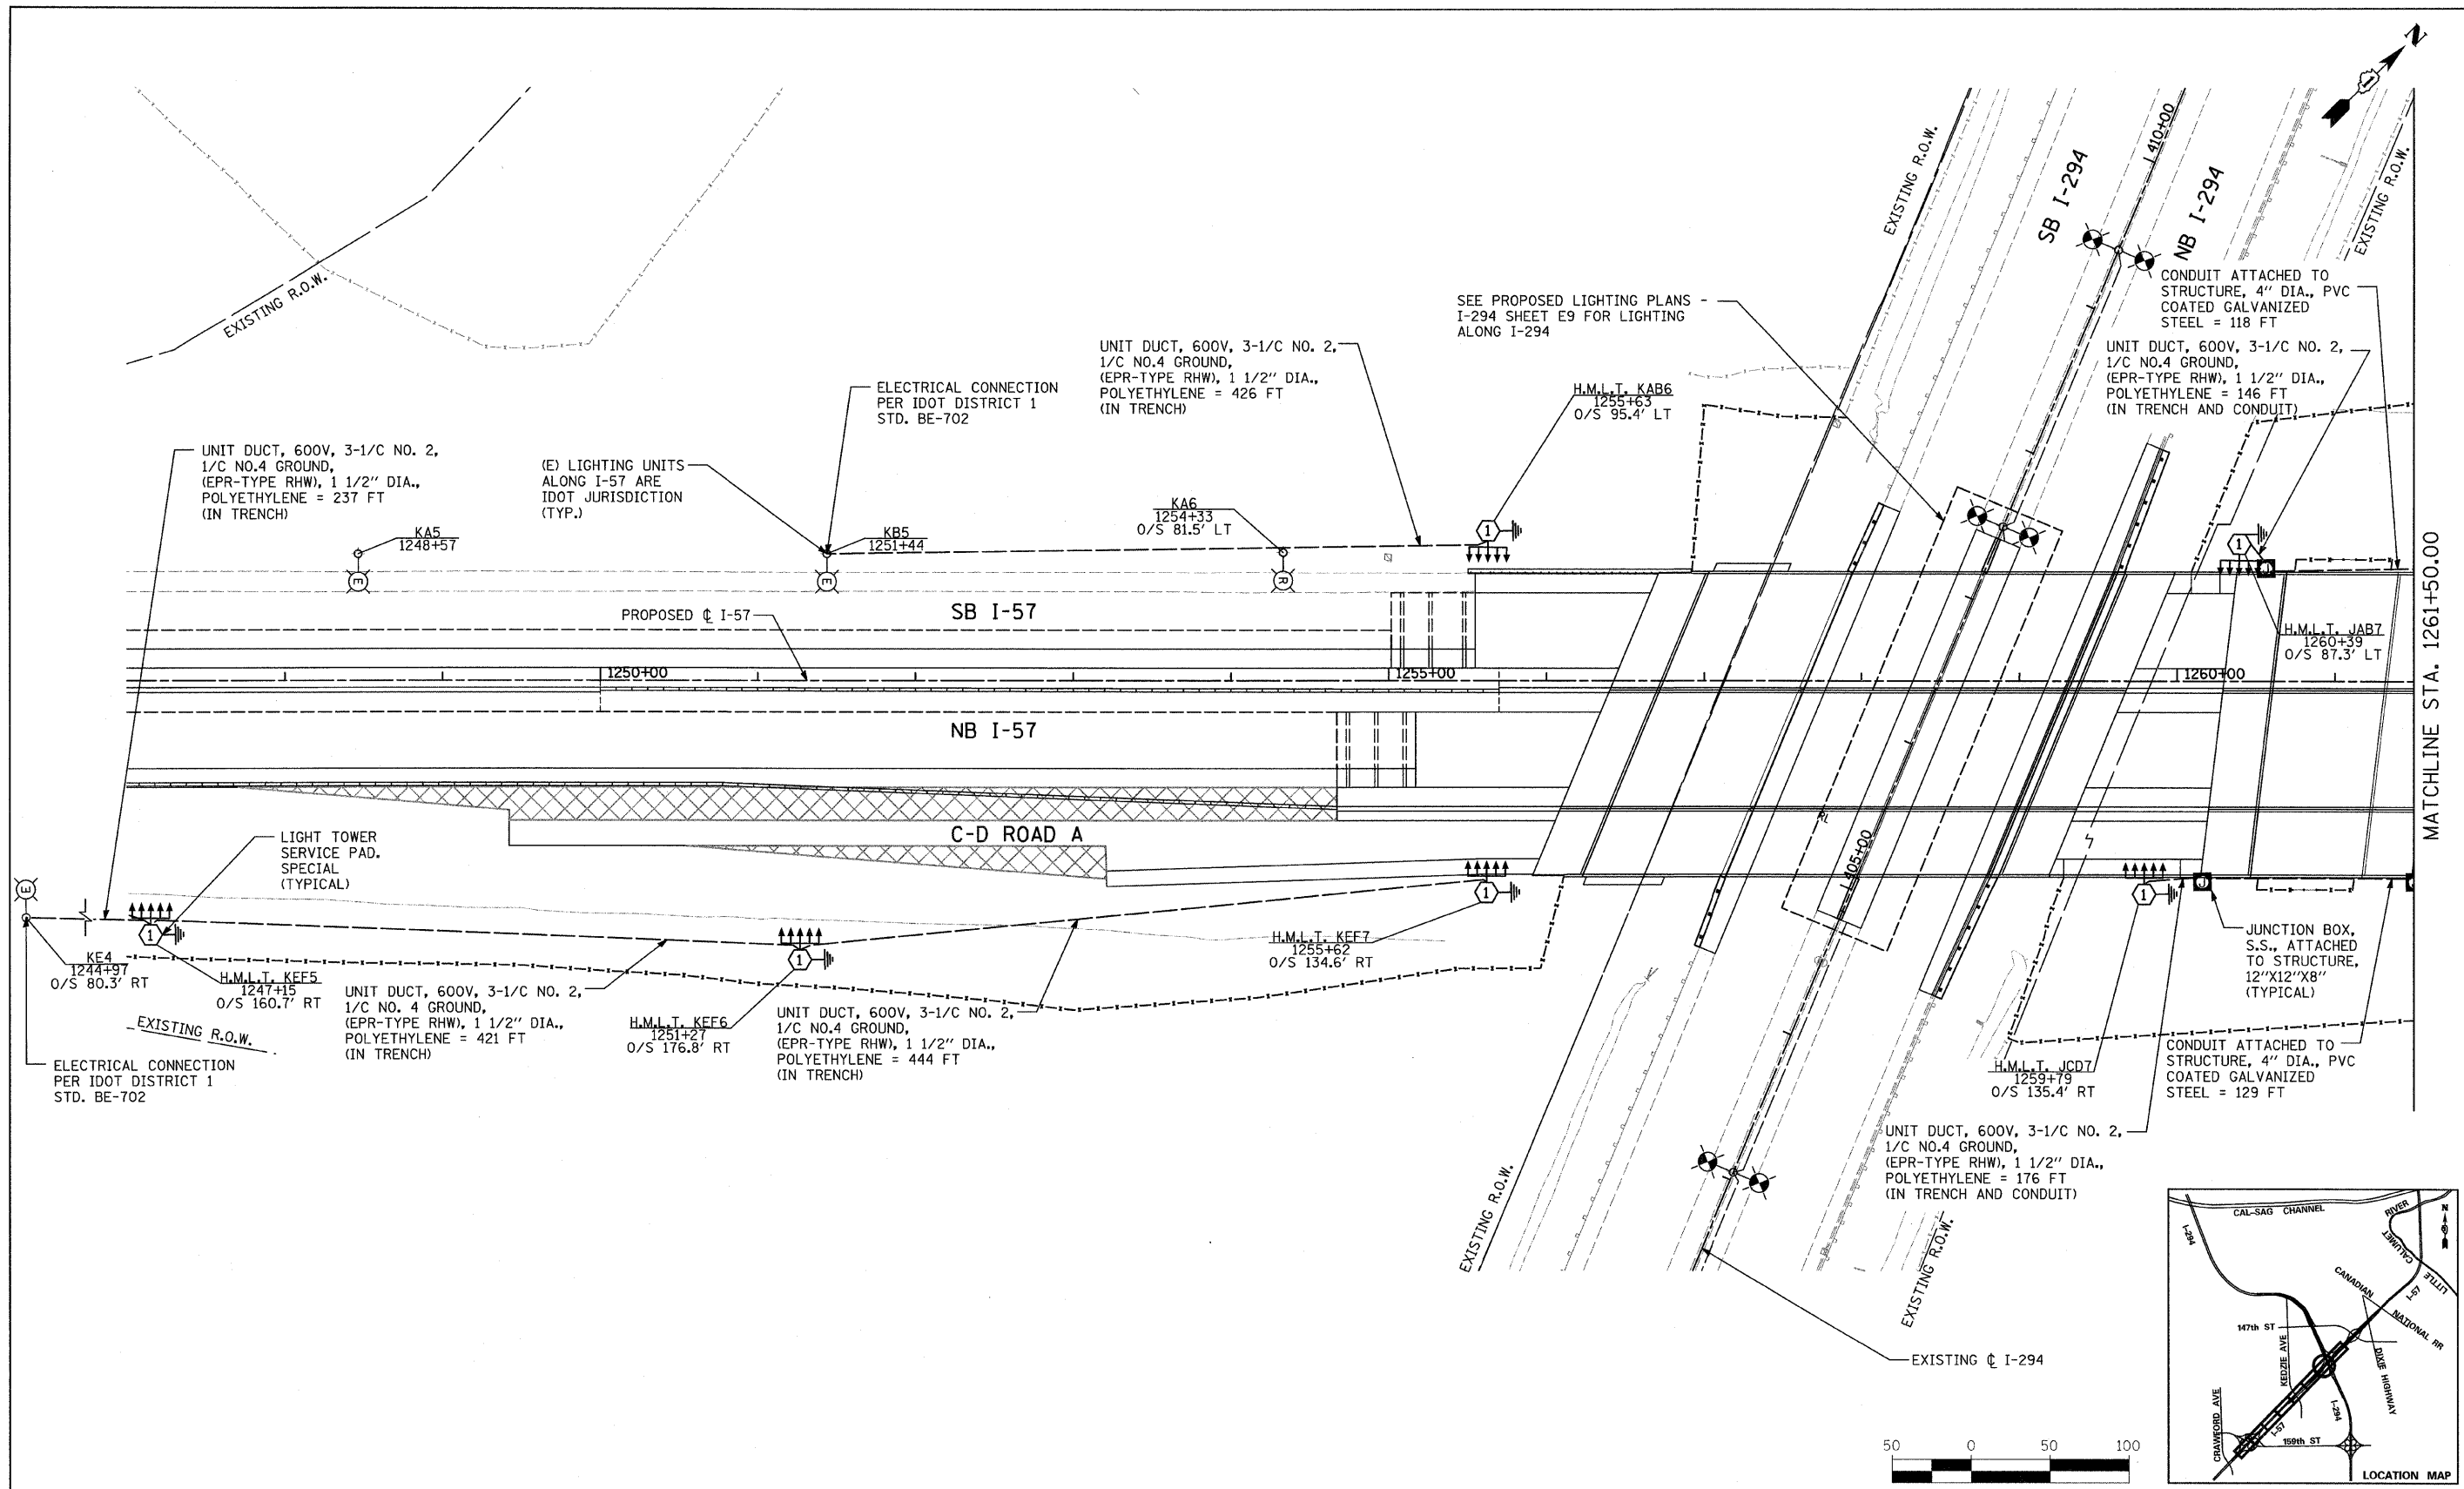 N
EXISTING R.O.W.
EXISTING R.O.W.
410+00
SB I-294
NB I-294
EXISTING R.O.W.
CONDUIT ATTACHED TO
STRUCTURE, 4" DIA., PVC
COATED GALVANIZED
STEEL = 118 FT
SEE PROPOSED LIGHTING PLANS -
I-294 SHEET E9 FOR LIGHTING
ALONG I-294
UNIT DUCT, 600V, 3-1/C NO. 2,
1/C NO.4 GROUND,
(EPR-TYPE RHW), 1 1/2" DIA.,
POLYETHYLENE = 426 FT
(IN TRENCH)
UNIT DUCT, 600V, 3-1/C NO. 2,
1/C NO.4 GROUND,
(EPR-TYPE RHW), 1 1/2" DIA.,
POLYETHYLENE = 146 FT
(IN TRENCH AND CONDUIT)
ELECTRICAL CONNECTION
PER IDOT DISTRICT 1
STD. BE-702
H.M.L.T. KAB6
1255+63
O/S 95.4' LT
UNIT DUCT, 600V, 3-1/C NO. 2,
1/C NO.4 GROUND,
(EPR-TYPE RHW), 1 1/2" DIA.,
POLYETHYLENE = 237 FT
(IN TRENCH)
(E) LIGHTING UNITS
ALONG I-57 ARE
IDOT JURISDICTION
(TYP.)
KA5
1248+57
KB5
1251+44
KA6
1254+33
O/S 81.5' LT
1
1
E
E
R
J
SB I-57
PROPOSED ℄ I-57
H.M.L.T. JAB7
1260+39
O/S 87.3' LT
1250+00
1255+00
1260+00
MATCHLINE STA. 1261+50.00
NB I-57
C-D ROAD A
405+00
LIGHT TOWER
SERVICE PAD.
SPECIAL
(TYPICAL)
E
1
1
1
1
J
KE4
1244+97
O/S 80.3' RT
H.M.L.T. KEF5
1247+15
O/S 160.7' RT
UNIT DUCT, 600V, 3-1/C NO. 2,
1/C NO. 4 GROUND,
(EPR-TYPE RHW), 1 1/2" DIA.,
POLYETHYLENE = 421 FT
(IN TRENCH)
H.M.L.T. KEF6
1251+27
O/S 176.8' RT
UNIT DUCT, 600V, 3-1/C NO. 2,
1/C NO.4 GROUND,
(EPR-TYPE RHW), 1 1/2" DIA.,
POLYETHYLENE = 444 FT
(IN TRENCH)
H.M.L.T. KEF7
1255+62
O/S 134.6' RT
JUNCTION BOX,
S.S., ATTACHED
TO STRUCTURE,
12"X12"X8"
(TYPICAL)
EXISTING R.O.W.
ELECTRICAL CONNECTION
PER IDOT DISTRICT 1
STD. BE-702
H.M.L.T. JCD7
1259+79
O/S 135.4' RT
CONDUIT ATTACHED TO
STRUCTURE, 4" DIA., PVC
COATED GALVANIZED
STEEL = 129 FT
UNIT DUCT, 600V, 3-1/C NO. 2,
1/C NO.4 GROUND,
(EPR-TYPE RHW), 1 1/2" DIA.,
POLYETHYLENE = 176 FT
(IN TRENCH AND CONDUIT)
EXISTING R.O.W.
EXISTING R.O.W.
EXISTING ℄ I-294
50 0 50 100
CAL-SAG CHANNEL
LITTLE CALUMET RIVER
N
I-294
CANADIAN NATIONAL RR
I-57
147th ST
KEDZIE AVE
DIXIE HIGHWAY
CRAWFORD AVE
I-57
I-294
159th ST
LOCATION MAP